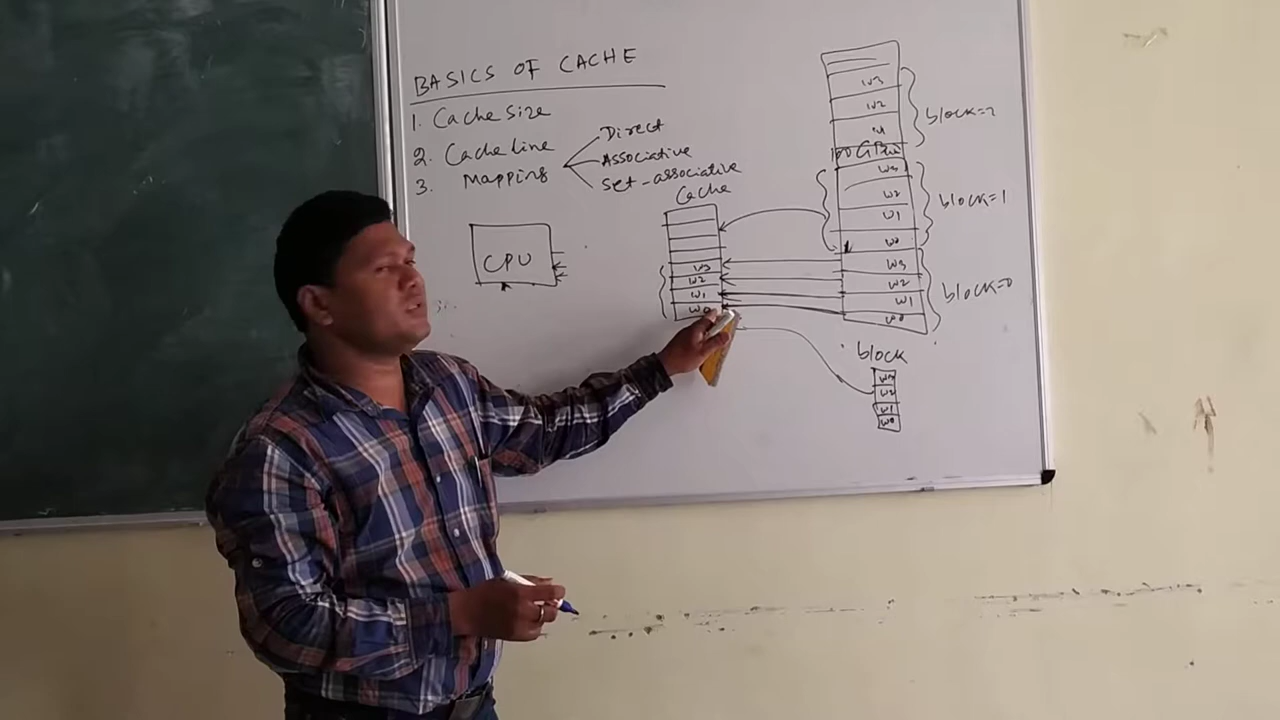 BASICS OF CACHE
1. Cache Size
2. Cache Line
3. Mapping
Direct
Associative
Set-associative
CPU
Cache
W3
W2
W1
W0
W3
W2
block=2
W3
W2
W1
W0
block=1
W3
W2
W1
W0
block=0
block
W3
W2
W1
W0